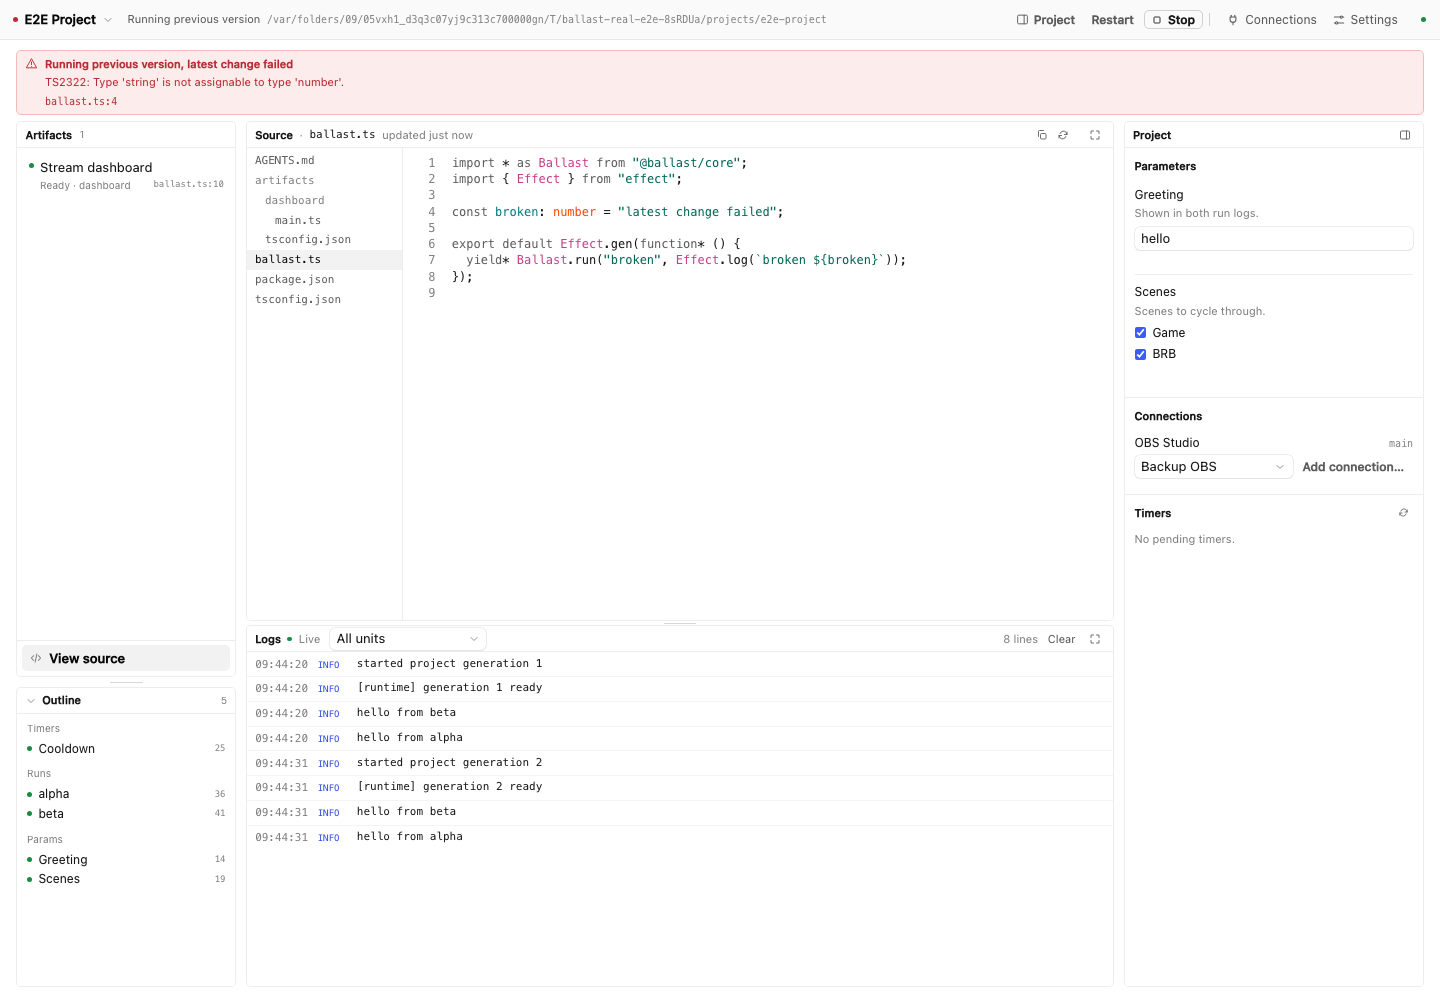 E2E Project Running previous version /var/folders/09/05vxh1_d3q3c07yj9c313c700000gn/T/ballast-real-e2e-8sRDUa/projects/e2e-project Project Restart Stop Connections Settings
Running previous version, latest change failed
TS2322: Type 'string' is not assignable to type 'number'.
ballast.ts:4
Artifacts 1
Stream dashboard
Ready · dashboard ballast.ts:10
View source
Outline 5
Timers
Cooldown 25
Runs
alpha 36
beta 41
Params
Greeting 14
Scenes 19
Source · ballast.ts updated just now
AGENTS.md
artifacts
dashboard
main.ts
tsconfig.json
ballast.ts
package.json
tsconfig.json
1 import * as Ballast from "@ballast/core";
2 import { Effect } from "effect";
3
4 const broken: number = "latest change failed";
5
6 export default Effect.gen(function* () {
7   yield* Ballast.run("broken", Effect.log(`broken ${broken}`));
8 });
9
Logs Live All units 8 lines Clear
09:44:20 INFO started project generation 1
09:44:20 INFO [runtime] generation 1 ready
09:44:20 INFO hello from beta
09:44:20 INFO hello from alpha
09:44:31 INFO started project generation 2
09:44:31 INFO [runtime] generation 2 ready
09:44:31 INFO hello from beta
09:44:31 INFO hello from alpha
Project
Parameters
Greeting
Shown in both run logs.
hello
Scenes
Scenes to cycle through.
Game
BRB
Connections
OBS Studio main
Backup OBS Add connection...
Timers
No pending timers.